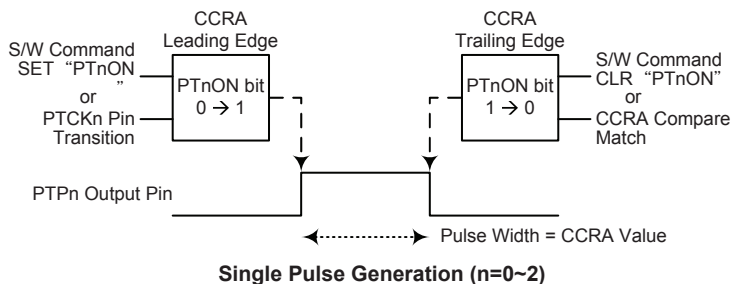 CCRA
Leading Edge
S/W Command
SET “PTnON
”
or
PTCKn Pin
Transition
PTnON bit
0 → 1
CCRA
Trailing Edge
PTnON bit
1 → 0
S/W Command
CLR “PTnON”
or
CCRA Compare
Match
PTPn Output Pin
Pulse Width = CCRA Value
Single Pulse Generation (n=0~2)